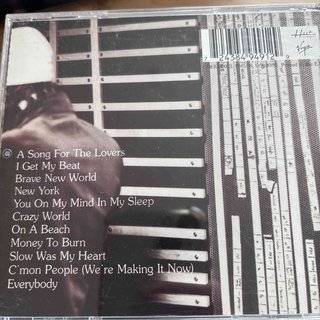 A Song For The Lovers
I Get My Beat
Brave New World
New York
You On My Mind In My Sleep
Crazy World
On A Beach
Money To Burn
Slow Was My Heart
C'mon People (We're Making It Now)
Everybody